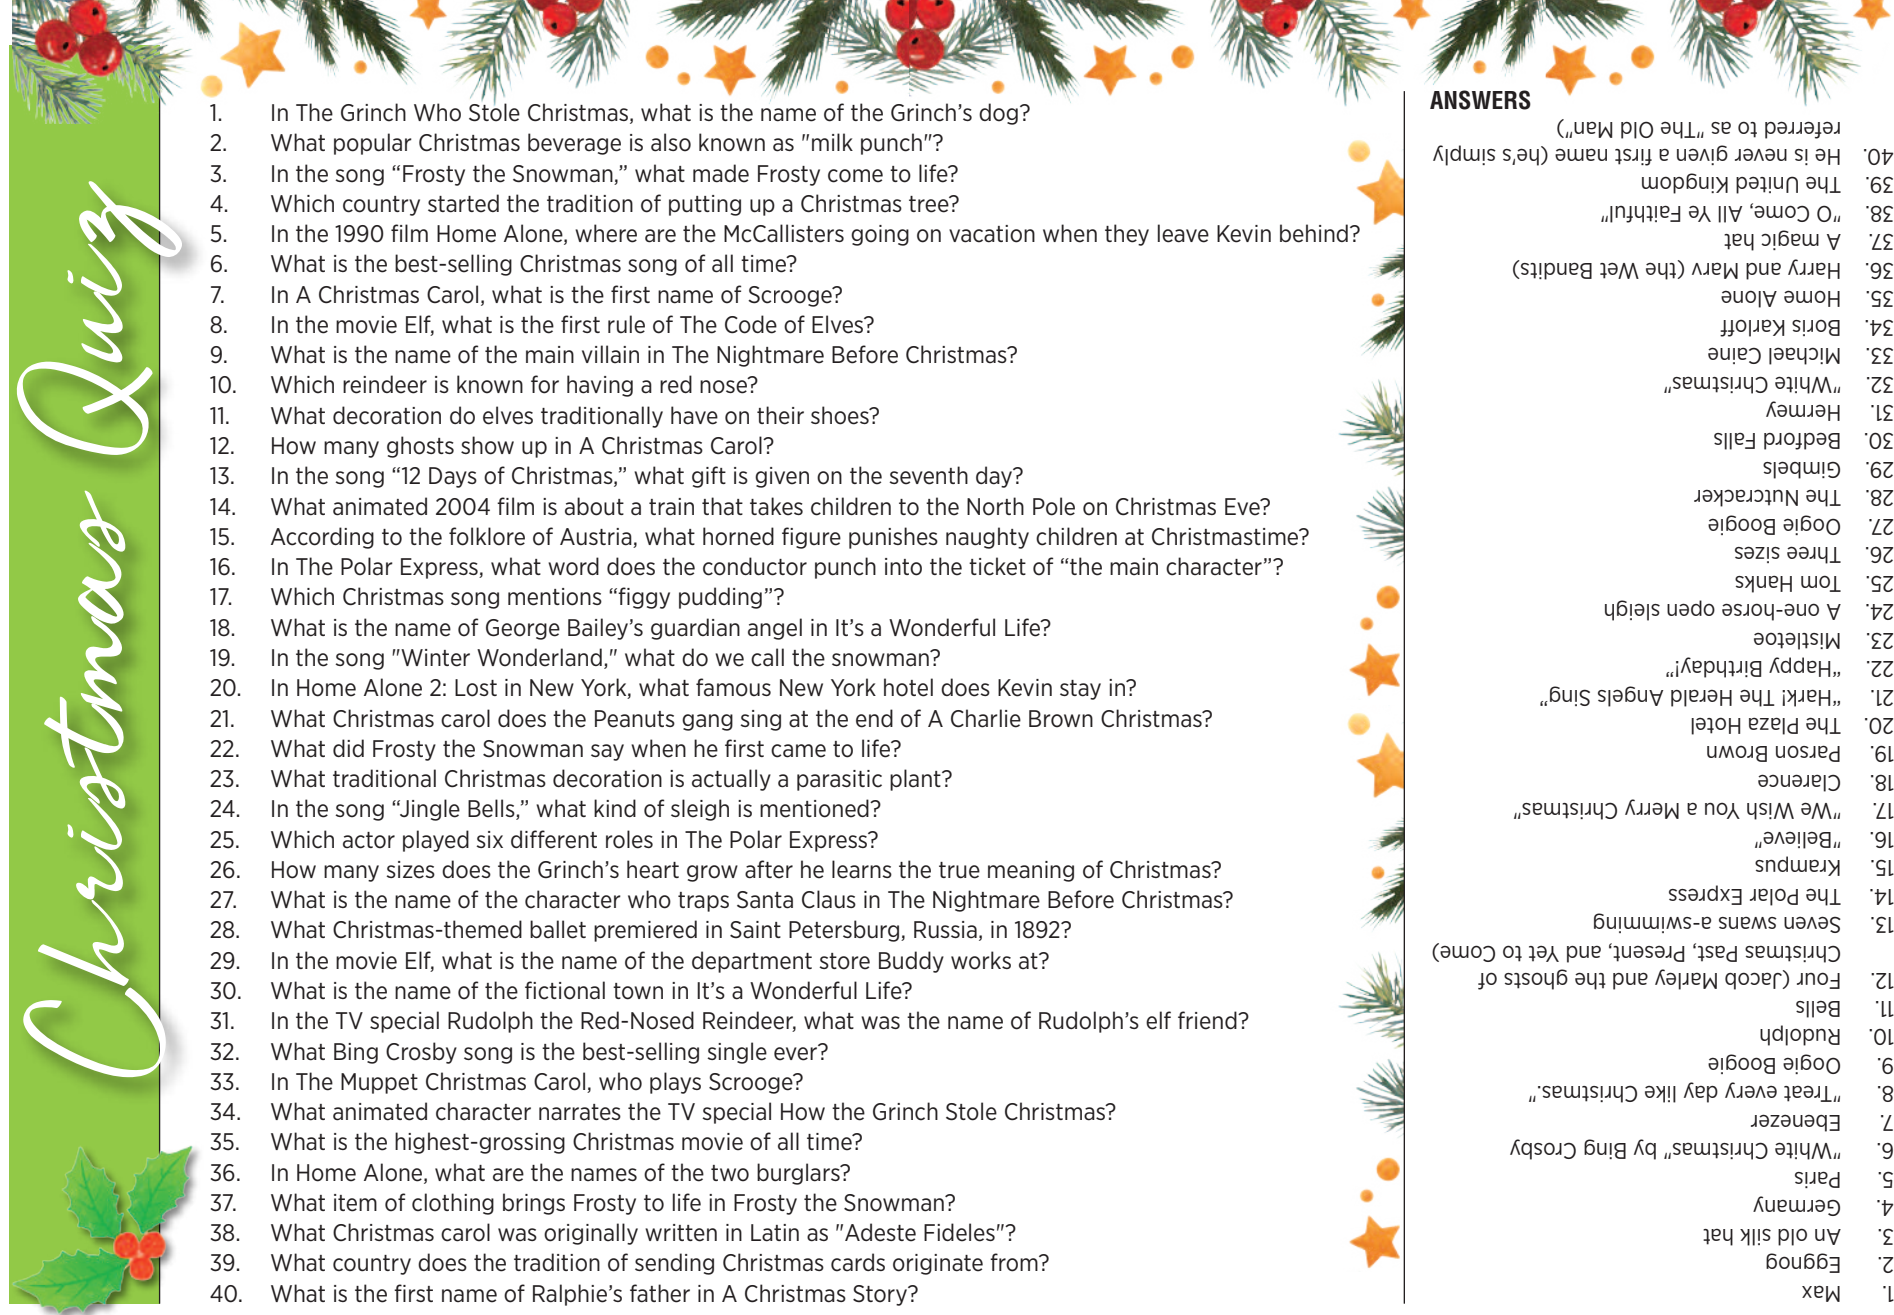 Christmas Quiz
1. In The Grinch Who Stole Christmas, what is the name of the Grinch’s dog?
2. What popular Christmas beverage is also known as "milk punch"?
3. In the song “Frosty the Snowman,” what made Frosty come to life?
4. Which country started the tradition of putting up a Christmas tree?
5. In the 1990 film Home Alone, where are the McCallisters going on vacation when they leave Kevin behind?
6. What is the best-selling Christmas song of all time?
7. In A Christmas Carol, what is the first name of Scrooge?
8. In the movie Elf, what is the first rule of The Code of Elves?
9. What is the name of the main villain in The Nightmare Before Christmas?
10. Which reindeer is known for having a red nose?
11. What decoration do elves traditionally have on their shoes?
12. How many ghosts show up in A Christmas Carol?
13. In the song “12 Days of Christmas,” what gift is given on the seventh day?
14. What animated 2004 film is about a train that takes children to the North Pole on Christmas Eve?
15. According to the folklore of Austria, what horned figure punishes naughty children at Christmastime?
16. In The Polar Express, what word does the conductor punch into the ticket of “the main character”?
17. Which Christmas song mentions “figgy pudding”?
18. What is the name of George Bailey’s guardian angel in It’s a Wonderful Life?
19. In the song "Winter Wonderland," what do we call the snowman?
20. In Home Alone 2: Lost in New York, what famous New York hotel does Kevin stay in?
21. What Christmas carol does the Peanuts gang sing at the end of A Charlie Brown Christmas?
22. What did Frosty the Snowman say when he first came to life?
23. What traditional Christmas decoration is actually a parasitic plant?
24. In the song “Jingle Bells,” what kind of sleigh is mentioned?
25. Which actor played six different roles in The Polar Express?
26. How many sizes does the Grinch’s heart grow after he learns the true meaning of Christmas?
27. What is the name of the character who traps Santa Claus in The Nightmare Before Christmas?
28. What Christmas-themed ballet premiered in Saint Petersburg, Russia, in 1892?
29. In the movie Elf, what is the name of the department store Buddy works at?
30. What is the name of the fictional town in It’s a Wonderful Life?
31. In the TV special Rudolph the Red-Nosed Reindeer, what was the name of Rudolph’s elf friend?
32. What Bing Crosby song is the best-selling single ever?
33. In The Muppet Christmas Carol, who plays Scrooge?
34. What animated character narrates the TV special How the Grinch Stole Christmas?
35. What is the highest-grossing Christmas movie of all time?
36. In Home Alone, what are the names of the two burglars?
37. What item of clothing brings Frosty to life in Frosty the Snowman?
38. What Christmas carol was originally written in Latin as "Adeste Fideles"?
39. What country does the tradition of sending Christmas cards originate from?
40. What is the first name of Ralphie’s father in A Christmas Story?
ANSWERS
1. Max
2. Eggnog
3. An old silk hat
4. Germany
5. Paris
6. "White Christmas" by Bing Crosby
7. Ebenezer
8. "Treat every day like Christmas."
9. Oogie Boogie
10. Rudolph
11. Bells
12. Four (Jacob Marley and the ghosts of
Christmas Past, Present, and Yet to Come)
13. Seven swans a-swimming
14. The Polar Express
15. Krampus
16. "Believe"
17. "We Wish You a Merry Christmas"
18. Clarence
19. Parson Brown
20. The Plaza Hotel
21. "Hark! The Herald Angels Sing"
22. "Happy Birthday!"
23. Mistletoe
24. A one-horse open sleigh
25. Tom Hanks
26. Three sizes
27. Oogie Boogie
28. The Nutcracker
29. Gimbels
30. Bedford Falls
31. Hermey
32. "White Christmas"
33. Michael Caine
34. Boris Karloff
35. Home Alone
36. Harry and Marv (the Wet Bandits)
37. A magic hat
38. "O Come, All Ye Faithful"
39. The United Kingdom
40. He is never given a first name (he's simply
referred to as "The Old Man")